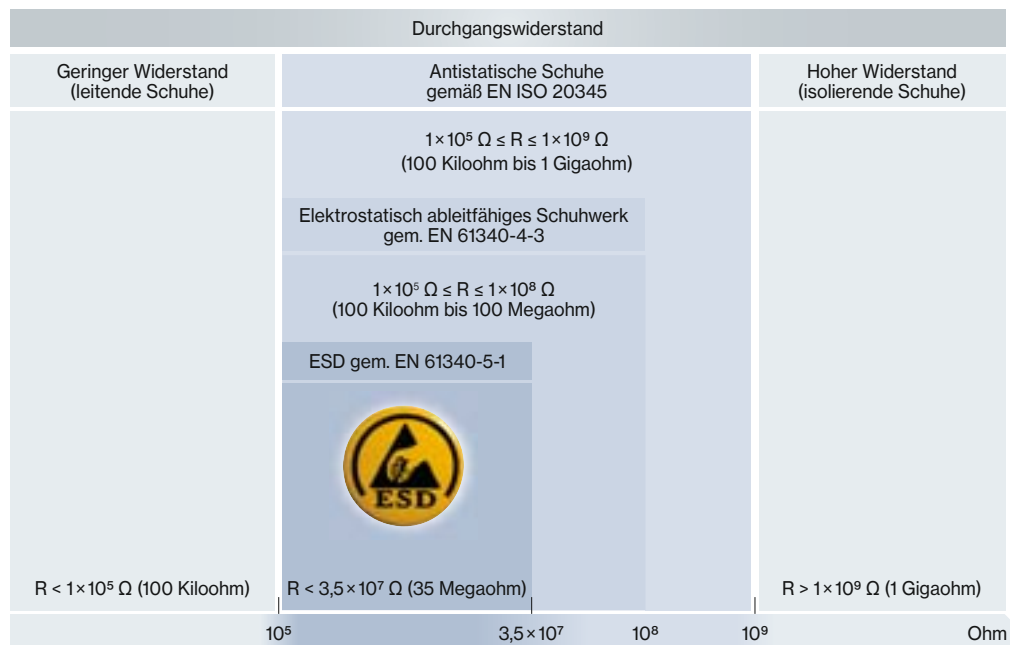 Durchgangswiderstand
Geringer Widerstand
(leitende Schuhe)
Antistatische Schuhe
gemäß EN ISO 20345
Hoher Widerstand
(isolierende Schuhe)
1×10⁵ Ω ≤ R ≤ 1×10⁹ Ω
(100 Kiloohm bis 1 Gigaohm)
Elektrostatisch ableitfähiges Schuhwerk
gem. EN 61340-4-3
1×10⁵ Ω ≤ R ≤ 1×10⁸ Ω
(100 Kiloohm bis 100 Megaohm)
ESD gem. EN 61340-5-1
ESD
R < 1×10⁵ Ω (100 Kiloohm)
R < 3,5×10⁷ Ω (35 Megaohm)
R > 1×10⁹ Ω (1 Gigaohm)
10⁵
3,5×10⁷
10⁸
10⁹
Ohm